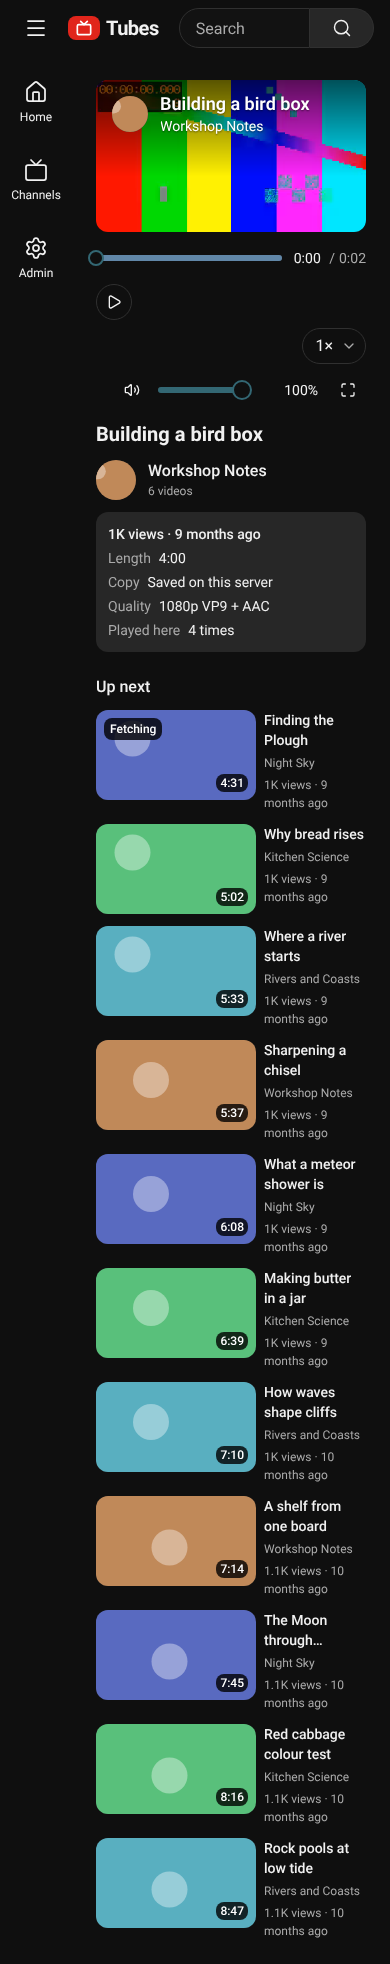 Tubes
Search
Home
Channels
Admin
00:00:00.000
Building a bird box
Workshop Notes
0:00 / 0:02
1×
100%
Building a bird box
Workshop Notes
6 videos
1K views · 9 months ago
Length 4:00
Copy Saved on this server
Quality 1080p VP9 + AAC
Played here 4 times
Up next
Fetching
4:31
Finding the
Plough
Night Sky
1K views · 9
months ago
5:02
Why bread rises
Kitchen Science
1K views · 9
months ago
5:33
Where a river
starts
Rivers and Coasts
1K views · 9
months ago
5:37
Sharpening a
chisel
Workshop Notes
1K views · 9
months ago
6:08
What a meteor
shower is
Night Sky
1K views · 9
months ago
6:39
Making butter
in a jar
Kitchen Science
1K views · 9
months ago
7:10
How waves
shape cliffs
Rivers and Coasts
1K views · 10
months ago
7:14
A shelf from
one board
Workshop Notes
1.1K views · 10
months ago
7:45
The Moon
through…
Night Sky
1.1K views · 10
months ago
8:16
Red cabbage
colour test
Kitchen Science
1.1K views · 10
months ago
8:47
Rock pools at
low tide
Rivers and Coasts
1.1K views · 10
months ago